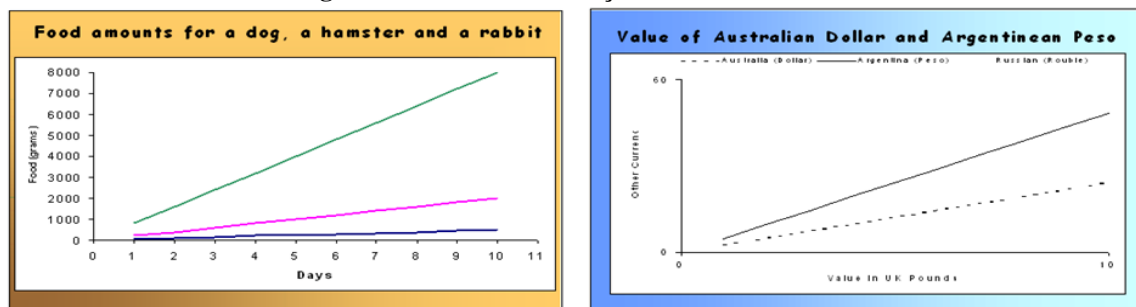 Food amounts for a dog, a hamster and a rabbit
8000
7000
6000
5000
4000
3000
2000
1000
0
Food (grams)
0 1 2 3 4 5 6 7 8 9 10 11
Days
Value of Australian Dollar and Argentinean Peso
Australia (Dollar) Argentina (Peso) Russian (Rouble)
60
Other Current
0
0 10
Value in UK Pounds